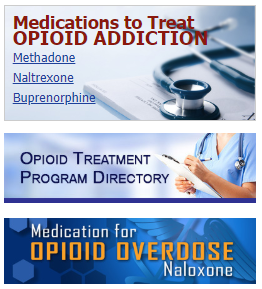 Medications to Treat
OPIOID ADDICTION
Methadone
Naltrexone
Buprenorphine
OPIOID TREATMENT
PROGRAM DIRECTORY
Medication for
OPIOID OVERDOSE
Naloxone